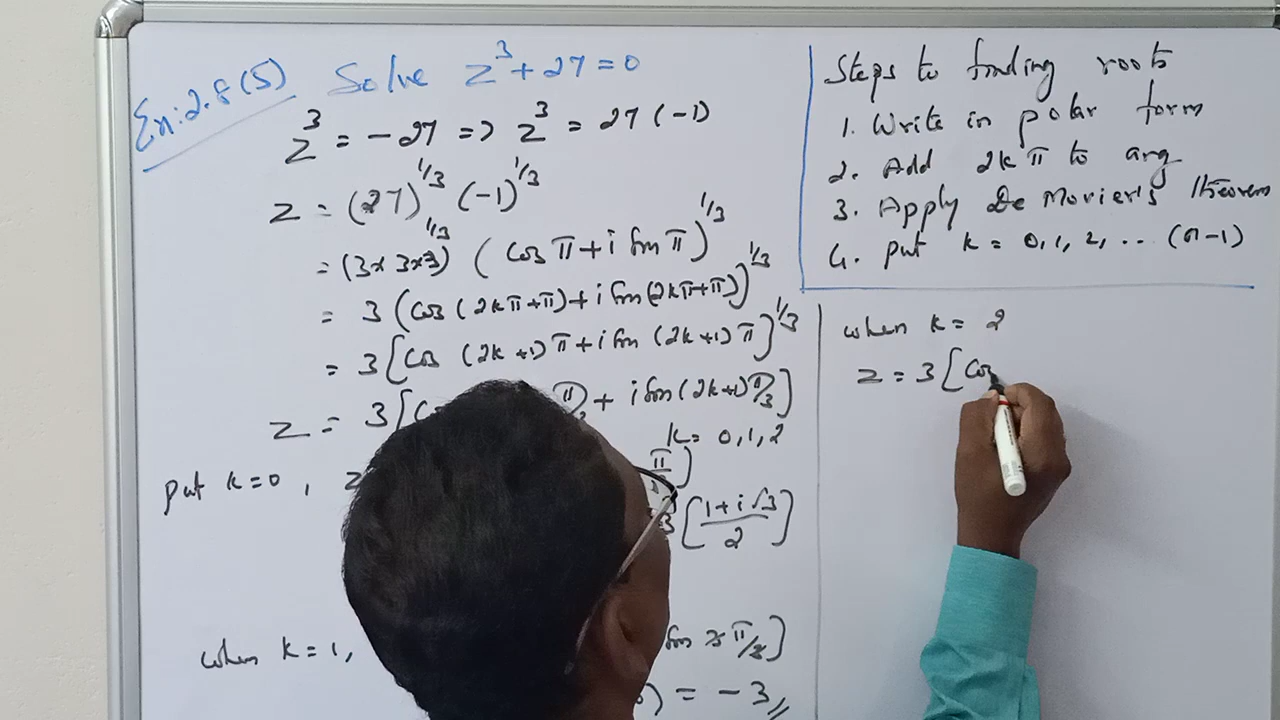 Ex: 2.8(5) Solve z³ + 27 = 0
z³ = -27 => z³ = 27 (-1)
z = (27)^1/3 (-1)^1/3
= (3x3x3)^1/3 (Cos π + i Sin π)^1/3
= 3 (Cos (2kπ+π) + i Sin (2kπ+π))^1/3
= 3 [Cos (2k+1)π + i Sin (2k+1)π]^1/3
z = 3 [ π/3 + i Sin (2k+1)π/3]
k = 0, 1, 2
put k=0, z π
[1+i√3/2]
when k=1, Sin 3π/3]
= -3//
Steps to finding roots
1. Write in polar form
2. Add 2kπ to arg
3. Apply De Movier's Theorem
4. put k = 0, 1, 2, .. (n-1)
when k = 2
z = 3 [Cos